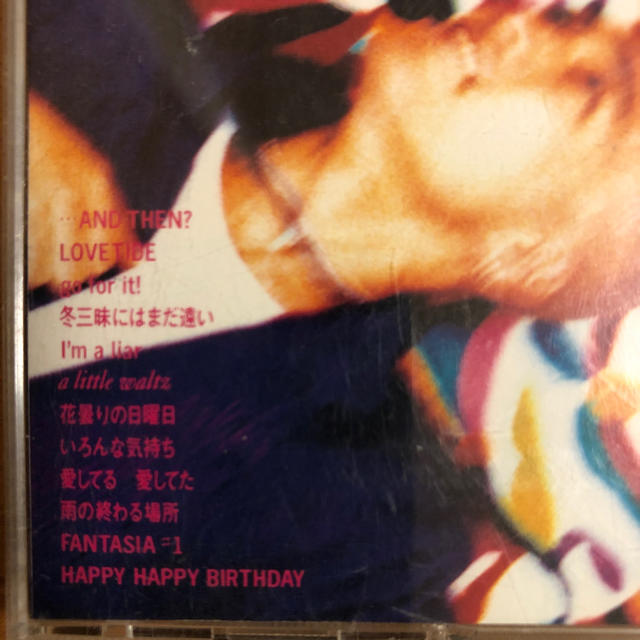 …AND THEN?
LOVETIDE
go for it!
冬三昧にはまだ遠い
I'm a liar
a little waltz
花曇りの日曜日
いろんな気持ち
愛してる 愛してた
雨の終わる場所
FANTASIA #1
HAPPY HAPPY BIRTHDAY